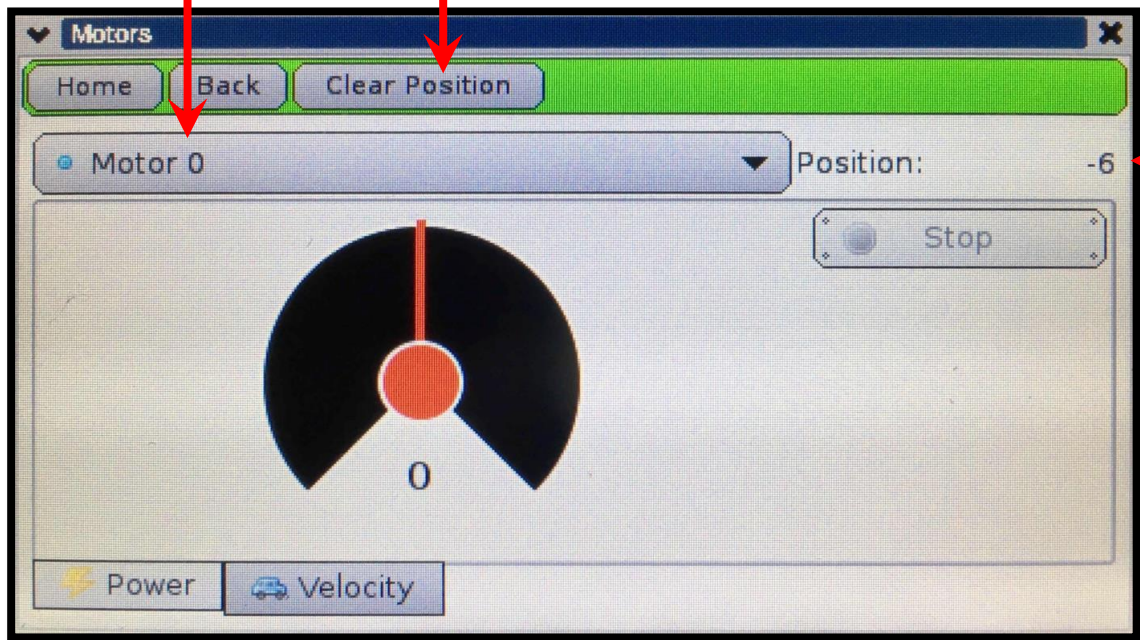 Motors
Home Back Clear Position
Motor 0 Position: -6
Stop
0
Power Velocity